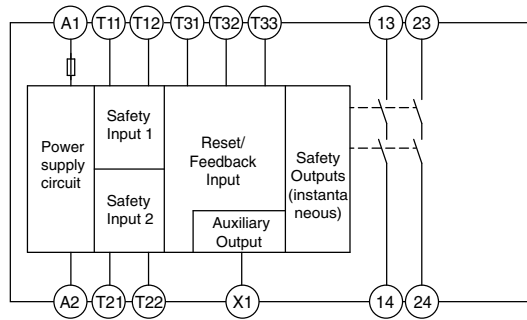 A1 T11 T12 T31 T32 T33 13 23
Power
supply
circuit
Safety
Input 1
Safety
Input 2
Reset/
Feedback
Input
Auxiliary
Output
Safety
Outputs
(instanta
neous)
A2 T21 T22 X1 14 24